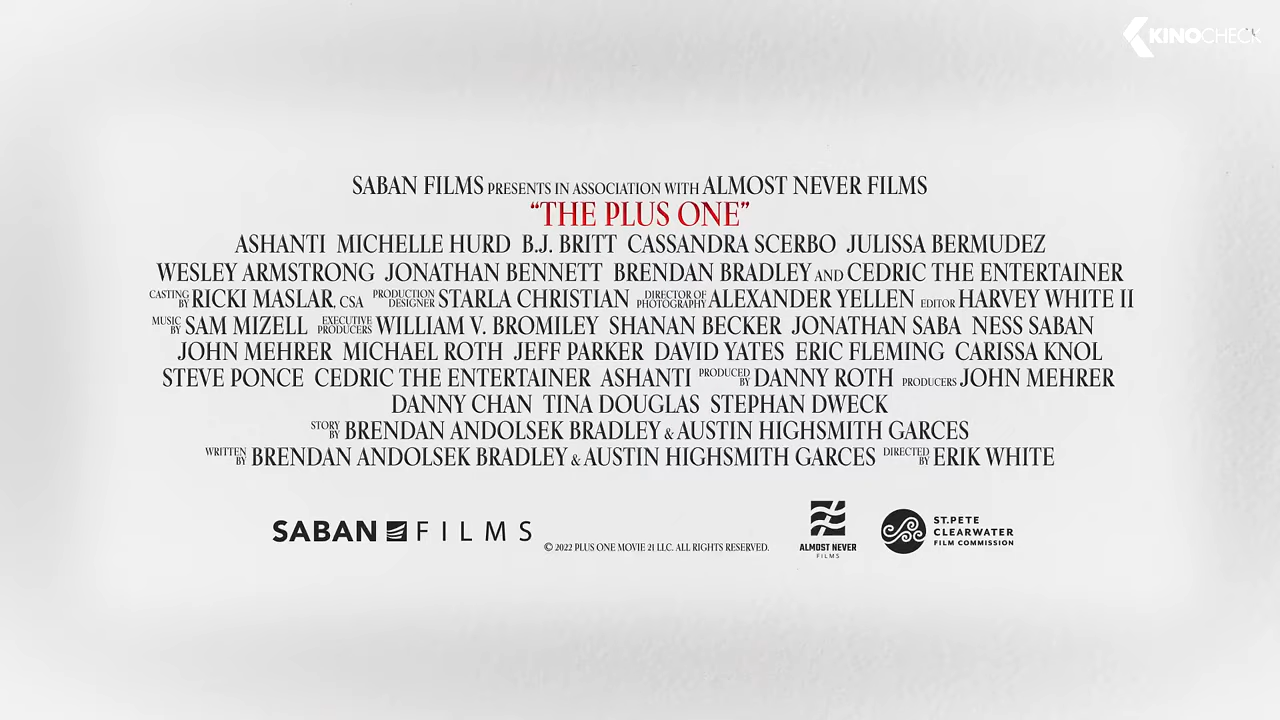 KINOCHECK
SABAN FILMS PRESENTS IN ASSOCIATION WITH ALMOST NEVER FILMS
“THE PLUS ONE”
ASHANTI MICHELLE HURD B.J. BRITT CASSANDRA SCERBO JULISSA BERMUDEZ
WESLEY ARMSTRONG JONATHAN BENNETT BRENDAN BRADLEY AND CEDRIC THE ENTERTAINER
CASTING BY RICKI MASLAR, CSA PRODUCTION DESIGNER STARLA CHRISTIAN DIRECTOR OF PHOTOGRAPHY ALEXANDER YELLEN EDITOR HARVEY WHITE II
MUSIC BY SAM MIZELL EXECUTIVE PRODUCERS WILLIAM V. BROMILEY SHANAN BECKER JONATHAN SABA NESS SABAN
JOHN MEHRER MICHAEL ROTH JEFF PARKER DAVID YATES ERIC FLEMING CARISSA KNOL
STEVE PONCE CEDRIC THE ENTERTAINER ASHANTI PRODUCED BY DANNY ROTH PRODUCERS JOHN MEHRER
DANNY CHAN TINA DOUGLAS STEPHAN DWECK
STORY BY BRENDAN ANDOLSEK BRADLEY & AUSTIN HIGHSMITH GARCES
WRITTEN BY BRENDAN ANDOLSEK BRADLEY & AUSTIN HIGHSMITH GARCES DIRECTED BY ERIK WHITE
SABAN FILMS
© 2022 PLUS ONE MOVIE 21 LLC. ALL RIGHTS RESERVED.
ALMOST NEVER
FILMS
ST.PETE
CLEARWATER
FILM COMMISSION